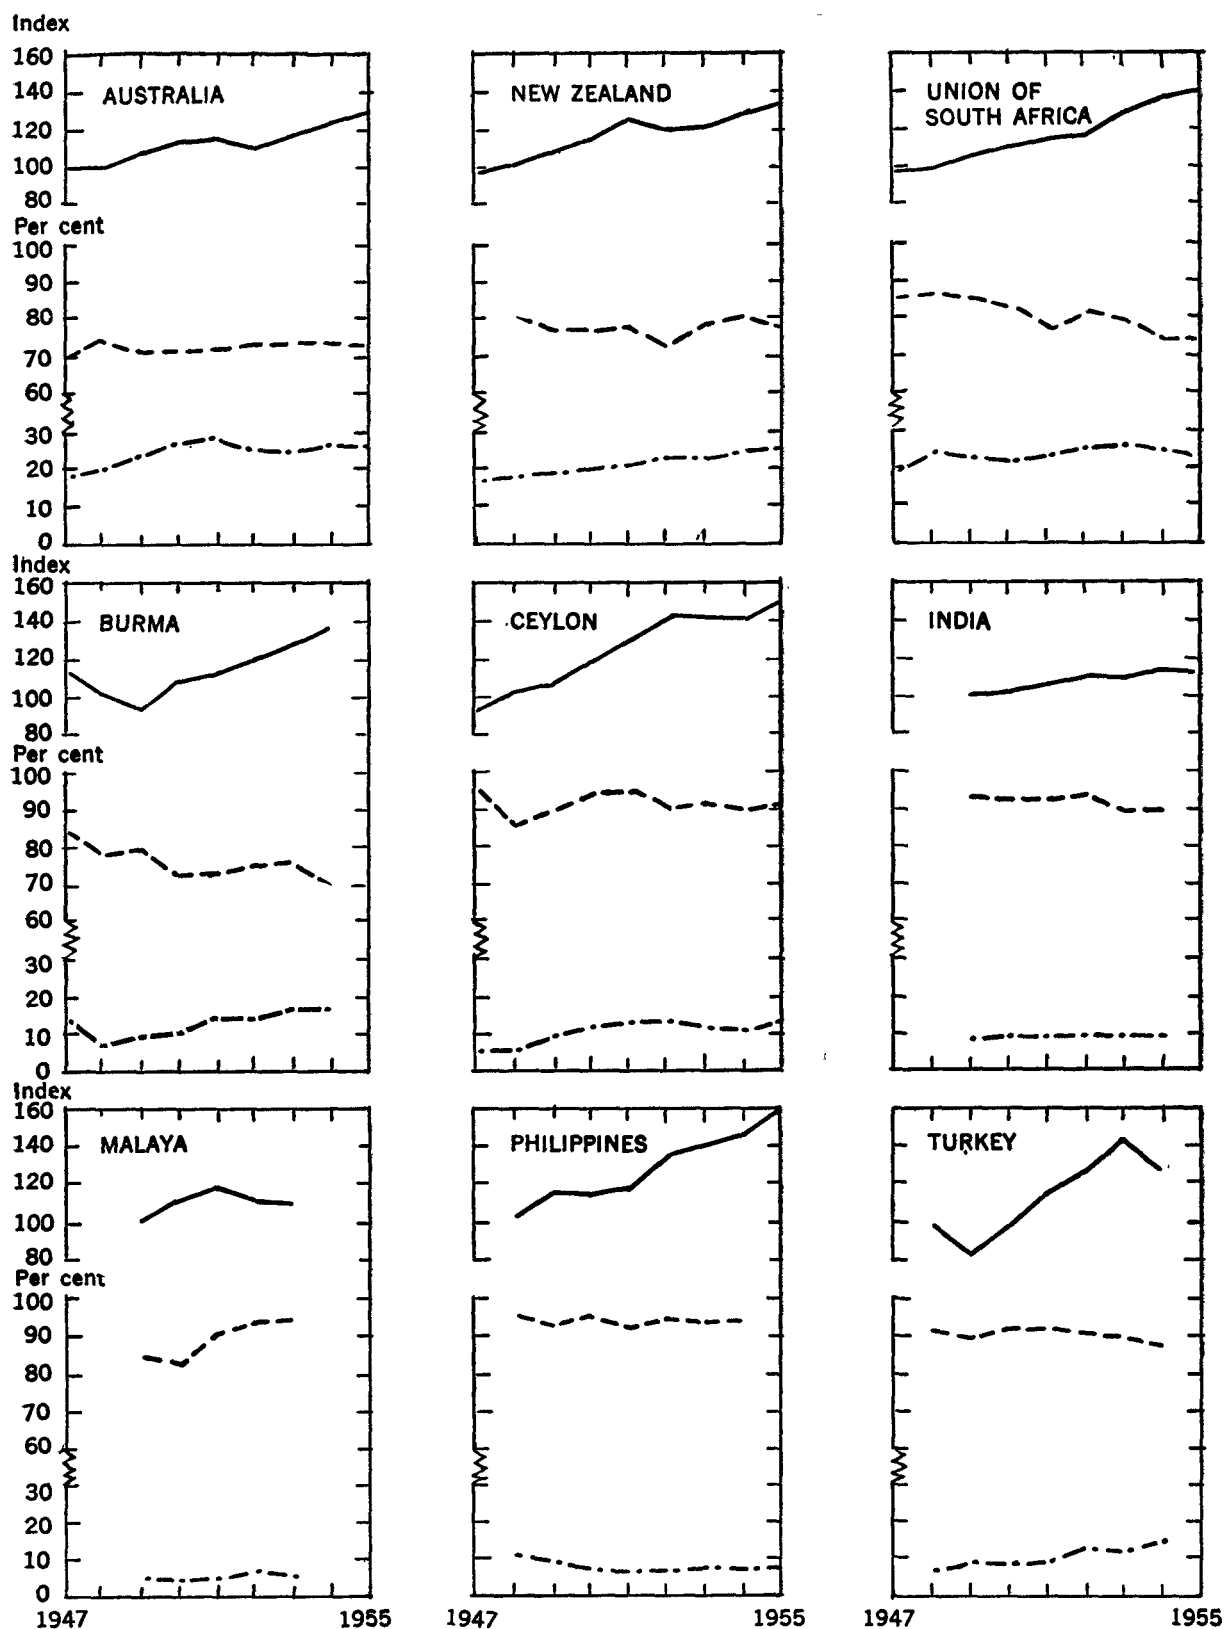 Index
160
140
120
100
80
AUSTRALIA
NEW ZEALAND
UNION OF
SOUTH AFRICA
Per cent
100
90
80
70
60
30
20
10
0
Index
160
140
120
100
80
BURMA
CEYLON
INDIA
Per cent
100
90
80
70
60
30
20
10
0
Index
160
140
120
100
80
MALAYA
PHILIPPINES
TURKEY
Per cent
100
90
80
70
60
30
20
10
0
1947 1955 1947 1955 1947 1955